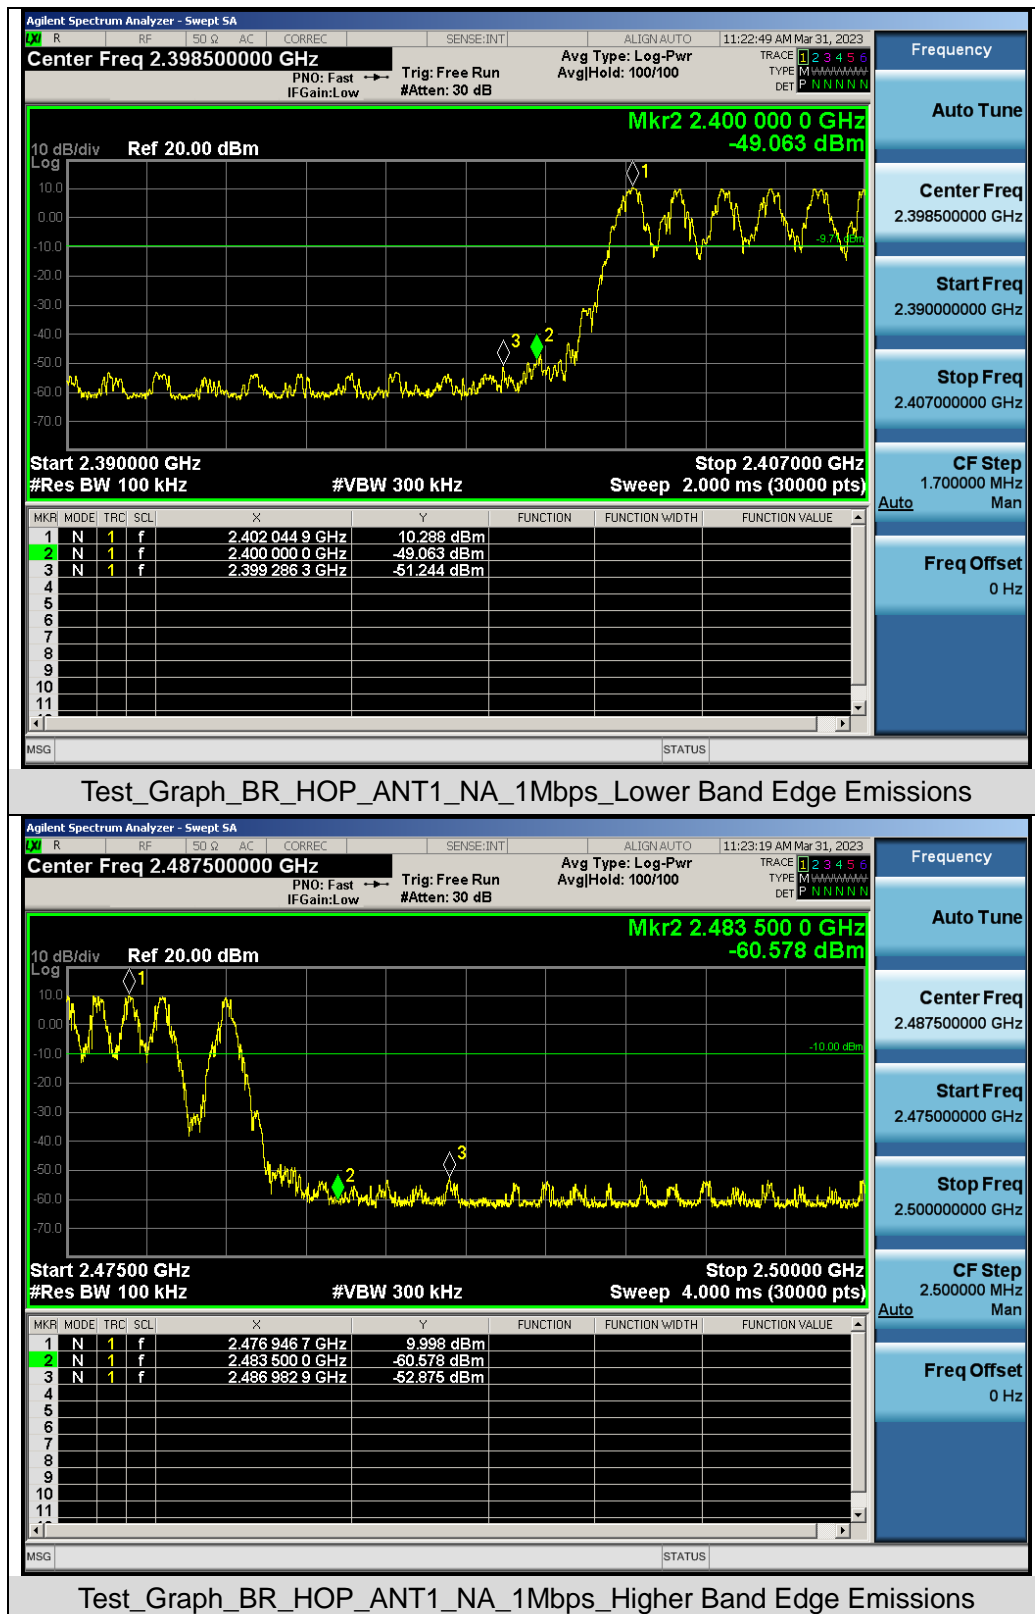 Agilent Spectrum Analyzer - Swept SA
LXI R RF 50 Ω AC CORREC SENSE:INT ALIGN AUTO 11:22:49 AM Mar 31, 2023
Center Freq 2.398500000 GHz Avg Type: Log-Pwr TRACE 1 2 3 4 5 6
PNO: Fast Trig: Free Run Avg|Hold: 100/100 TYPE M
IFGain:Low #Atten: 30 dB DET P N N N N N
Frequency
Auto Tune
Center Freq
2.398500000 GHz
Start Freq
2.390000000 GHz
Stop Freq
2.407000000 GHz
CF Step
1.700000 MHz
Auto Man
Freq Offset
0 Hz
Mkr2 2.400 000 0 GHz
-49.063 dBm
10 dB/div Ref 20.00 dBm
Log
10.0
0.00
-10.0
-20.0
-30.0
-40.0
-50.0
-60.0
-70.0
1
-9.71 dBm
3 2
Start 2.390000 GHz Stop 2.407000 GHz
#Res BW 100 kHz #VBW 300 kHz Sweep 2.000 ms (30000 pts)
MKR MODE TRC SCL X Y FUNCTION FUNCTION WIDTH FUNCTION VALUE
1 N 1 f 2.402 044 9 GHz 10.288 dBm
2 N 1 f 2.400 000 0 GHz -49.063 dBm
3 N 1 f 2.399 286 3 GHz -51.244 dBm
4
5
6
7
8
9
10
11
MSG STATUS
Test_Graph_BR_HOP_ANT1_NA_1Mbps_Lower Band Edge Emissions
Agilent Spectrum Analyzer - Swept SA
LXI R RF 50 Ω AC CORREC SENSE:INT ALIGN AUTO 11:23:19 AM Mar 31, 2023
Center Freq 2.487500000 GHz Avg Type: Log-Pwr TRACE 1 2 3 4 5 6
PNO: Fast Trig: Free Run Avg|Hold: 100/100 TYPE M
IFGain:Low #Atten: 30 dB DET P N N N N N
Frequency
Auto Tune
Center Freq
2.487500000 GHz
Start Freq
2.475000000 GHz
Stop Freq
2.500000000 GHz
CF Step
2.500000 MHz
Auto Man
Freq Offset
0 Hz
Mkr2 2.483 500 0 GHz
-60.578 dBm
10 dB/div Ref 20.00 dBm
Log
10.0
0.00
-10.0
-20.0
-30.0
-40.0
-50.0
-60.0
-70.0
1
-10.00 dBm
2 3
Start 2.47500 GHz Stop 2.50000 GHz
#Res BW 100 kHz #VBW 300 kHz Sweep 4.000 ms (30000 pts)
MKR MODE TRC SCL X Y FUNCTION FUNCTION WIDTH FUNCTION VALUE
1 N 1 f 2.476 946 7 GHz 9.998 dBm
2 N 1 f 2.483 500 0 GHz -60.578 dBm
3 N 1 f 2.486 982 9 GHz -52.875 dBm
4
5
6
7
8
9
10
11
MSG STATUS
Test_Graph_BR_HOP_ANT1_NA_1Mbps_Higher Band Edge Emissions